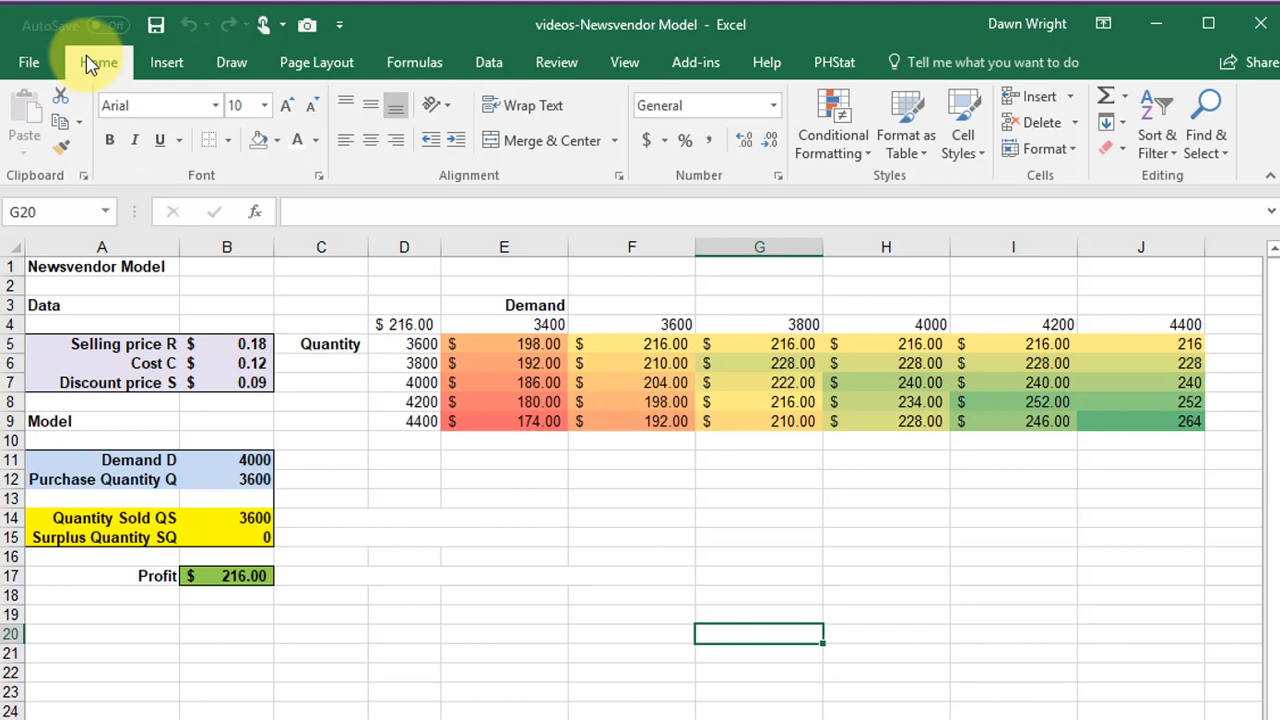 AutoSave Off videos-Newsvendor Model - Excel Dawn Wright
File Home Insert Draw Page Layout Formulas Data Review View Add-ins Help PHStat Tell me what you want to do Share
Arial 10 Wrap Text General Insert
Paste B I U Merge & Center $ % , Conditional Formatting Format as Table Cell Styles Delete Sort & Filter Find & Select
Format
Clipboard Font Alignment Number Styles Cells Editing
G20 fx
A B C D E F G H I J
1 Newsvendor Model
2
3 Data Demand
4 $ 216.00 3400 3600 3800 4000 4200 4400
5 Selling price R $ 0.18 Quantity 3600 $ 198.00 $ 216.00 $ 216.00 $ 216.00 $ 216.00 216
6 Cost C $ 0.12 3800 $ 192.00 $ 210.00 $ 228.00 $ 228.00 $ 228.00 228
7 Discount price S $ 0.09 4000 $ 186.00 $ 204.00 $ 222.00 $ 240.00 $ 240.00 240
8 4200 $ 180.00 $ 198.00 $ 216.00 $ 234.00 $ 252.00 252
9 Model 4400 $ 174.00 $ 192.00 $ 210.00 $ 228.00 $ 246.00 264
10
11 Demand D 4000
12 Purchase Quantity Q 3600
13
14 Quantity Sold QS 3600
15 Surplus Quantity SQ 0
16
17 Profit $ 216.00
18
19
20
21
22
23
24